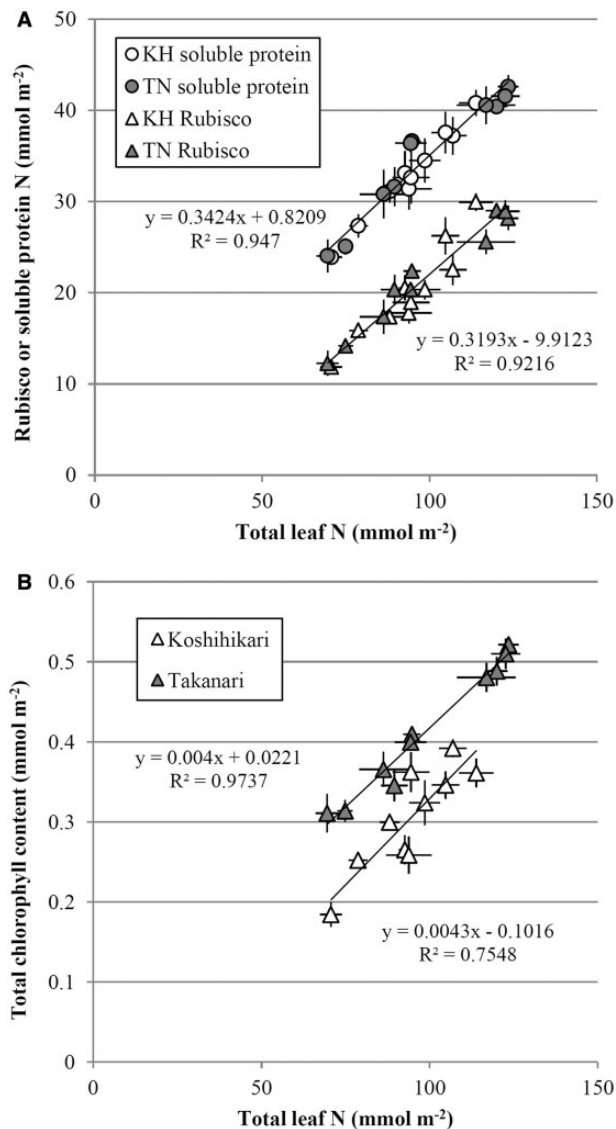 A
Rubisco or soluble protein N (mmol m⁻²)
50
40
30
20
10
0
KH soluble protein
TN soluble protein
KH Rubisco
TN Rubisco
y = 0.3424x + 0.8209
R² = 0.947
y = 0.3193x - 9.9123
R² = 0.9216
0
50
100
150
Total leaf N (mmol m⁻²)
B
Total chlorophyll content (mmol m⁻²)
0.6
0.5
0.4
0.3
0.2
0.1
0
Koshihikari
Takanari
y = 0.004x + 0.0221
R² = 0.9737
y = 0.0043x - 0.1016
R² = 0.7548
0
50
100
150
Total leaf N (mmol m⁻²)